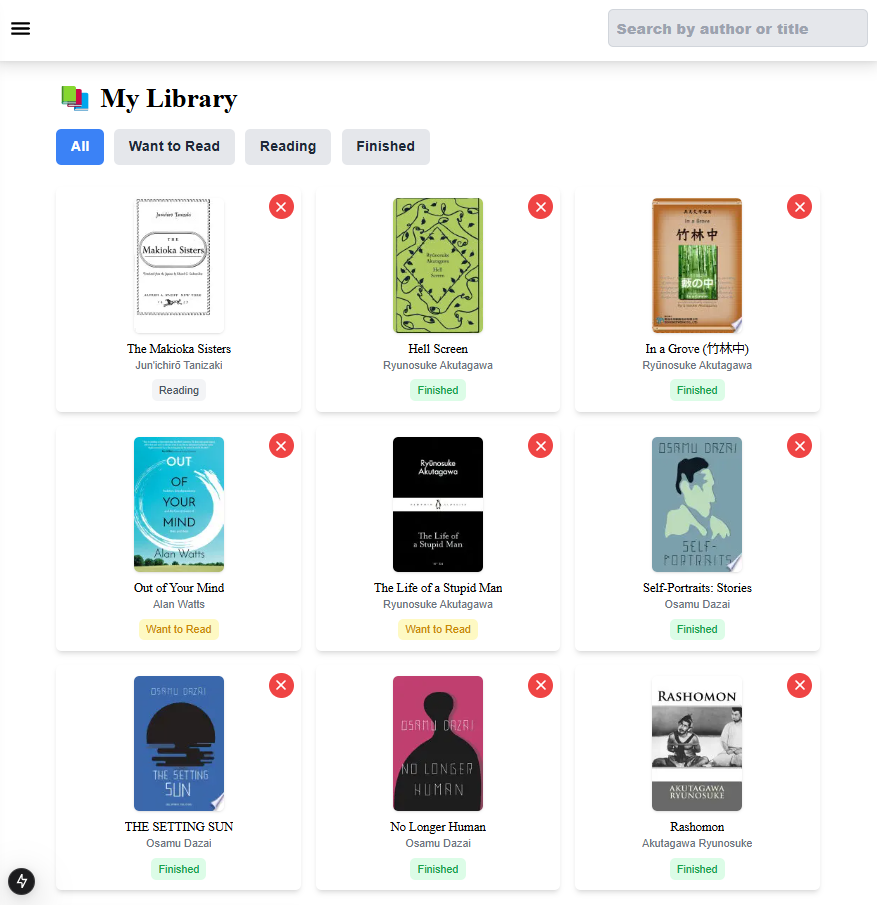 Search by author or title
My Library
All
Want to Read
Reading
Finished
Jun'ichirō Tanizaki
THE
Makioka Sisters
The Makioka Sisters
Jun'ichirō Tanizaki
Reading
Ryūnosuke
Akutagawa
Hell
Screen
Hell Screen
Ryunosuke Akutagawa
Finished
In a Grove
竹林中
藪の中
In a Grove (竹林中)
Ryūnosuke Akutagawa
Finished
OUT
OF
YOUR
MIND
Alan Watts
Out of Your Mind
Alan Watts
Want to Read
Ryūnosuke
Akutagawa
The Life of
a Stupid Man
The Life of a Stupid Man
Ryunosuke Akutagawa
Want to Read
OSAMU DAZAI
SELF-
PORTRAITS
Self-Portraits: Stories
Osamu Dazai
Finished
OSAMU DAZAI
THE SETTING
SUN
THE SETTING SUN
Osamu Dazai
Finished
OSAMU DAZAI
NO LONGER
HUMAN
No Longer Human
Osamu Dazai
Finished
RASHOMON
AKUTAGAWA
RYUNOSUKE
Rashomon
Akutagawa Ryunosuke
Finished